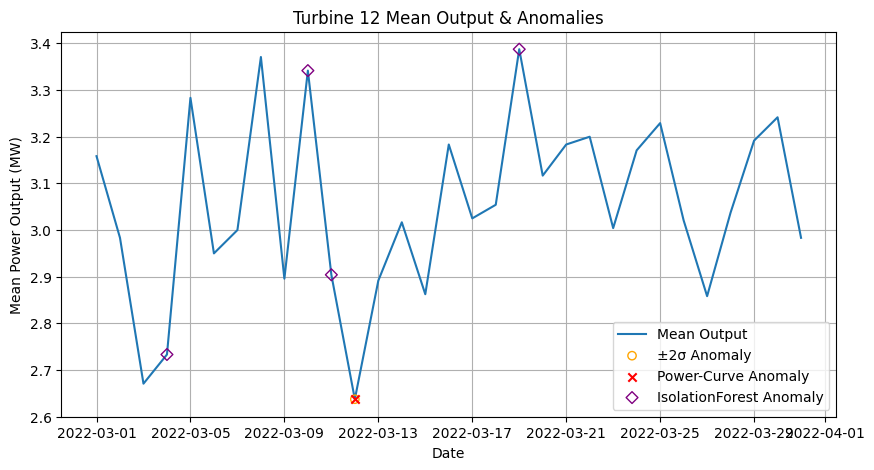 Turbine 12 Mean Output & Anomalies
Mean Power Output (MW)
3.4
3.3
3.2
3.1
3.0
2.9
2.8
2.7
2.6
Mean Output
±2σ Anomaly
Power-Curve Anomaly
IsolationForest Anomaly
2022-03-01 2022-03-05 2022-03-09 2022-03-13 2022-03-17 2022-03-21 2022-03-25 2022-03-29 2022-04-01
Date